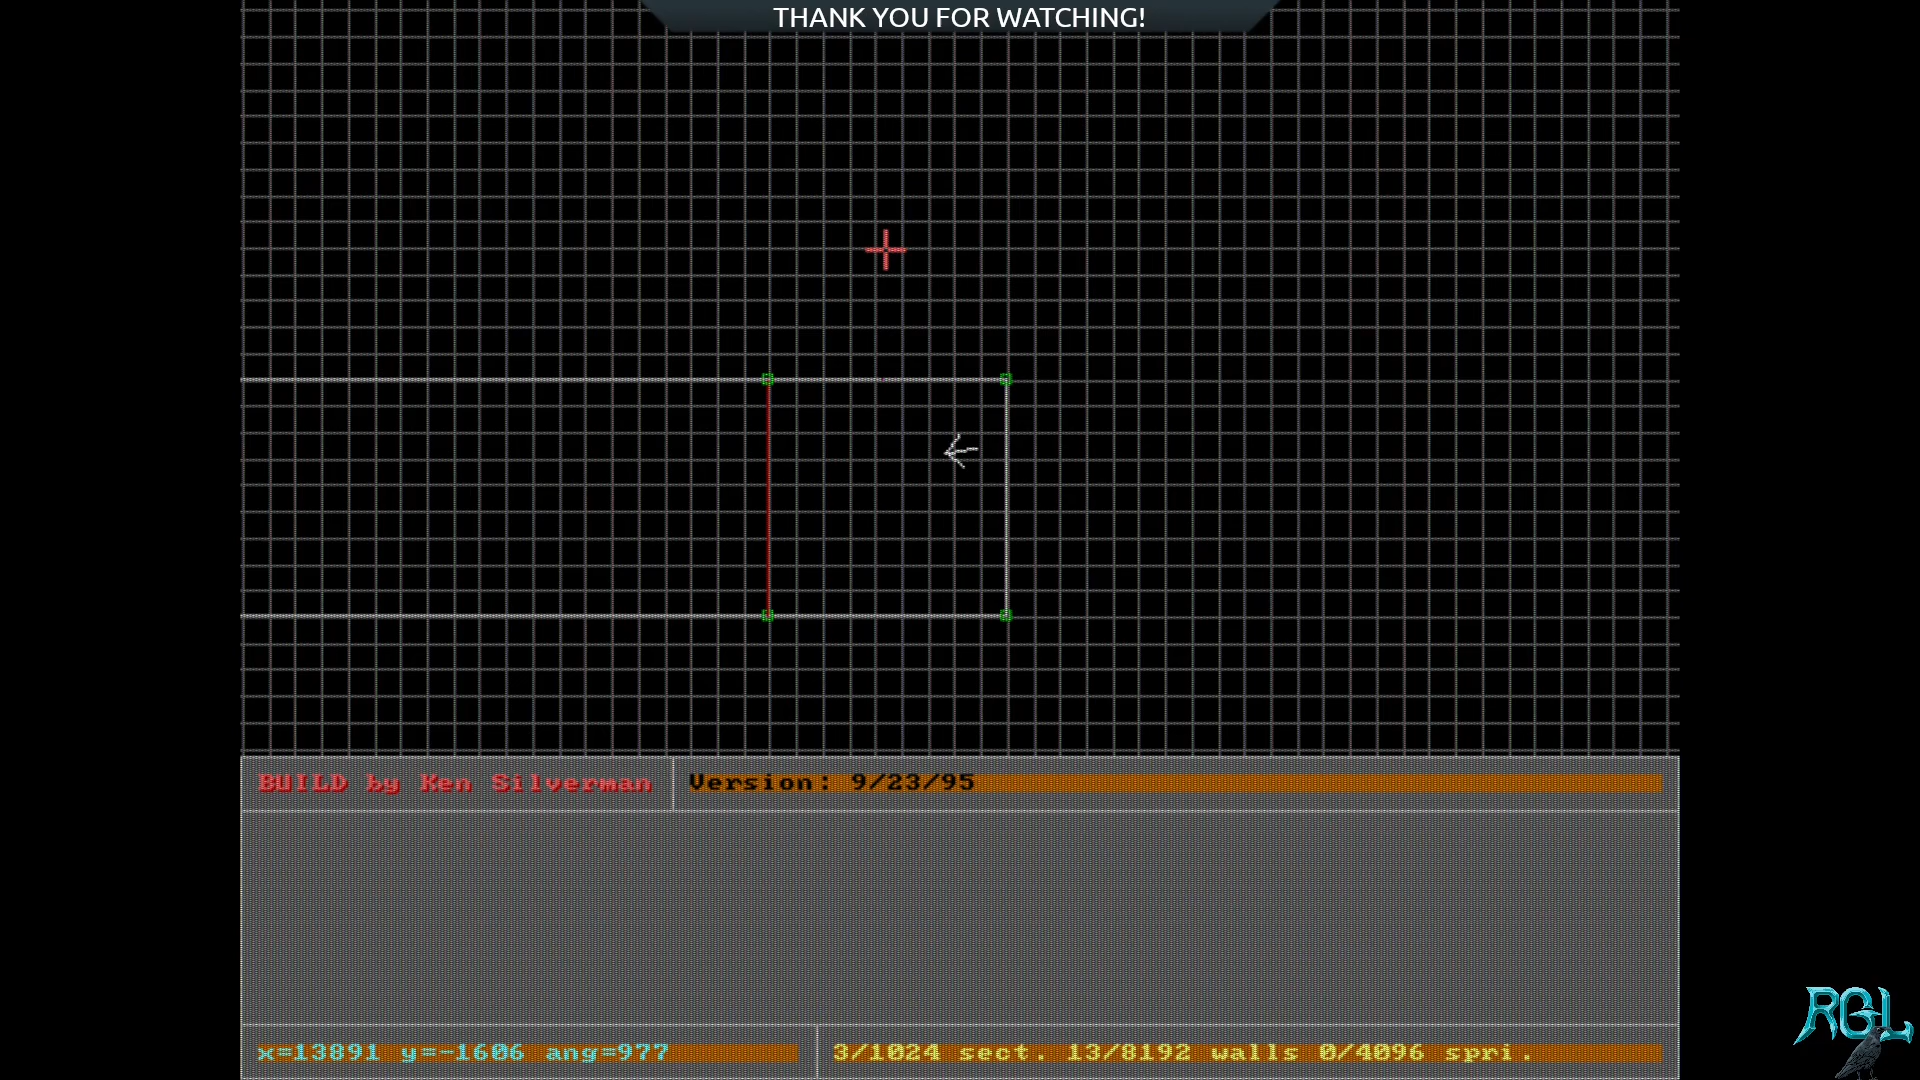 THANK YOU FOR WATCHING!
BUILD by Ken Silverman
Version: 9/23/95
x=13891 y=-1606 ang=977
3/1024 sect. 13/8192 walls 0/4096 spri.
RGL